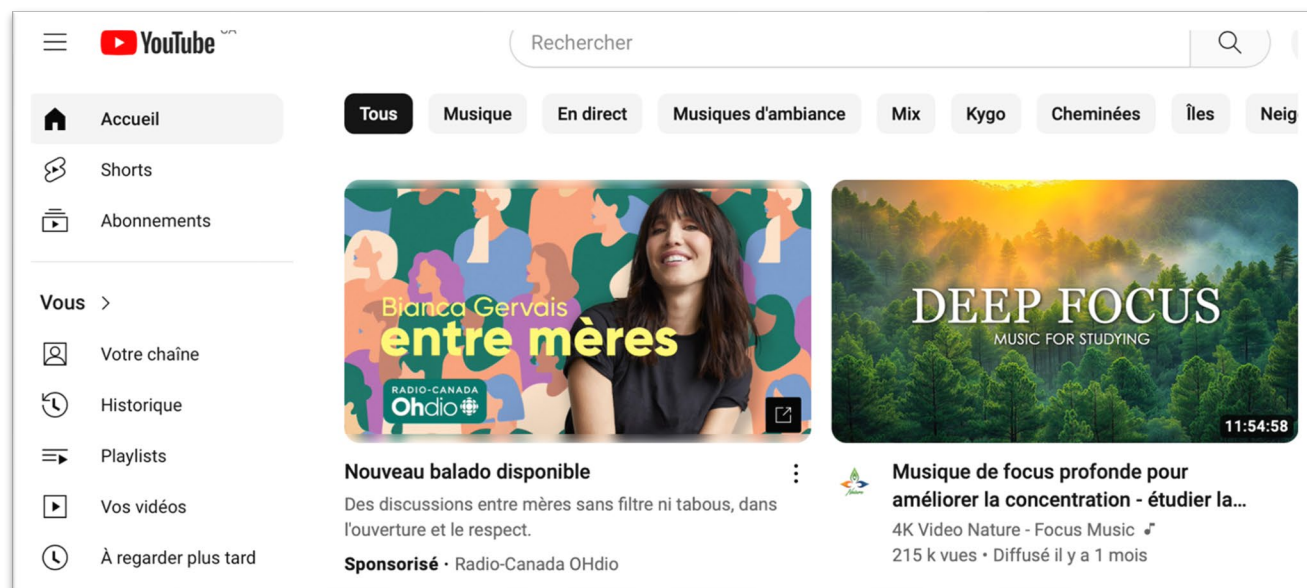 YouTube CA
Rechercher
Accueil
Shorts
Abonnements
Vous
Votre chaîne
Historique
Playlists
Vos vidéos
À regarder plus tard
Tous Musique En direct Musiques d'ambiance Mix Kygo Cheminées Îles Neig
Bianca Gervais
entre mères
RADIO-CANADA
Ohdio
Nouveau balado disponible
Des discussions entre mères sans filtre ni tabous, dans
l'ouverture et le respect.
Sponsorisé · Radio-Canada OHdio
DEEP FOCUS
MUSIC FOR STUDYING
11:54:58
Musique de focus profonde pour
améliorer la concentration - étudier la...
4K Video Nature - Focus Music
215 k vues • Diffusé il y a 1 mois